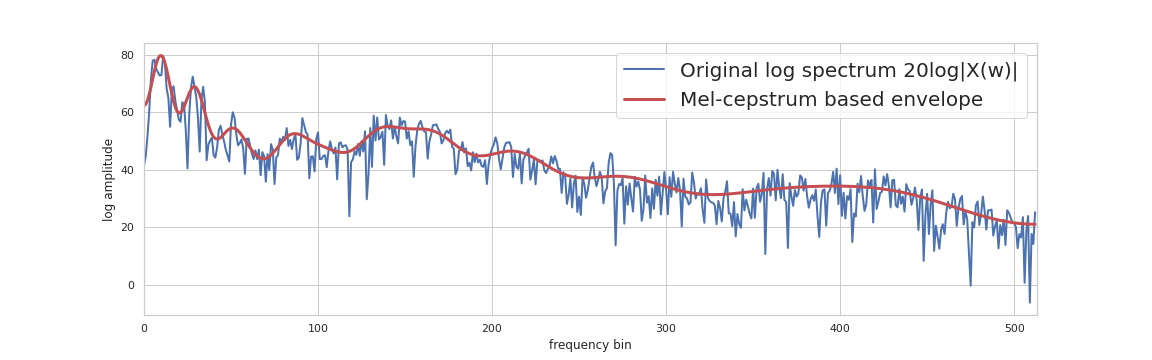 Original log spectrum 20log|X(w)|
Mel-cepstrum based envelope
log amplitude
80
60
40
20
0
0 100 200 300 400 500
frequency bin